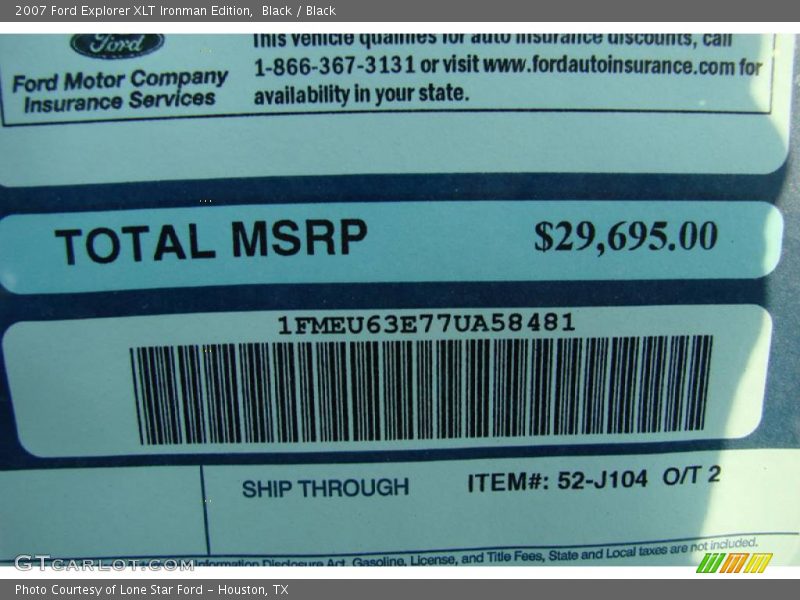 2007 Ford Explorer XLT Ironman Edition, Black / Black
Ford
This vehicle qualifies for auto insurance discounts, call
1-866-367-3131 or visit www.fordautoinsurance.com for
availability in your state.
Ford Motor Company
Insurance Services
TOTAL MSRP $29,695.00
1FMEU63E77UA58481
SHIP THROUGH ITEM#: 52-J104 O/T 2
Information Disclosure Act. Gasoline, License, and Title Fees, State and Local taxes are not included.
GTCARLOT.COM
Photo Courtesy of Lone Star Ford - Houston, TX